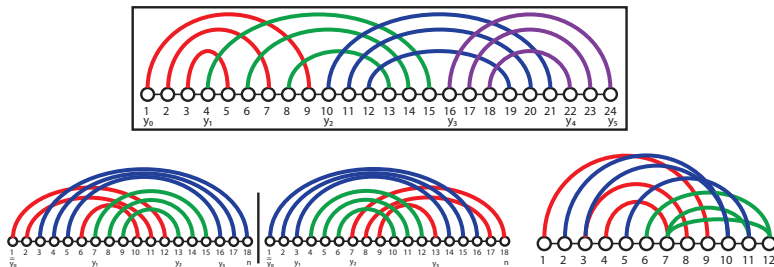 1 2 3 4 5 6 7 8 9 10 11 12 13 14 15 16 17 18 19 20 21 22 23 24
y₀ y₁ y₂ y₃ y₄ y₅
1 2 3 4 5 6 7 8 9 10 11 12 13 14 15 16 17 18
=
y₀ y₁ y₂ y₃ n
1 2 3 4 5 6 7 8 9 10 11 12 13 14 15 16 17 18
=
y₀ y₁ y₂ y₃ n
1 2 3 4 5 6 7 8 9 10 11 12